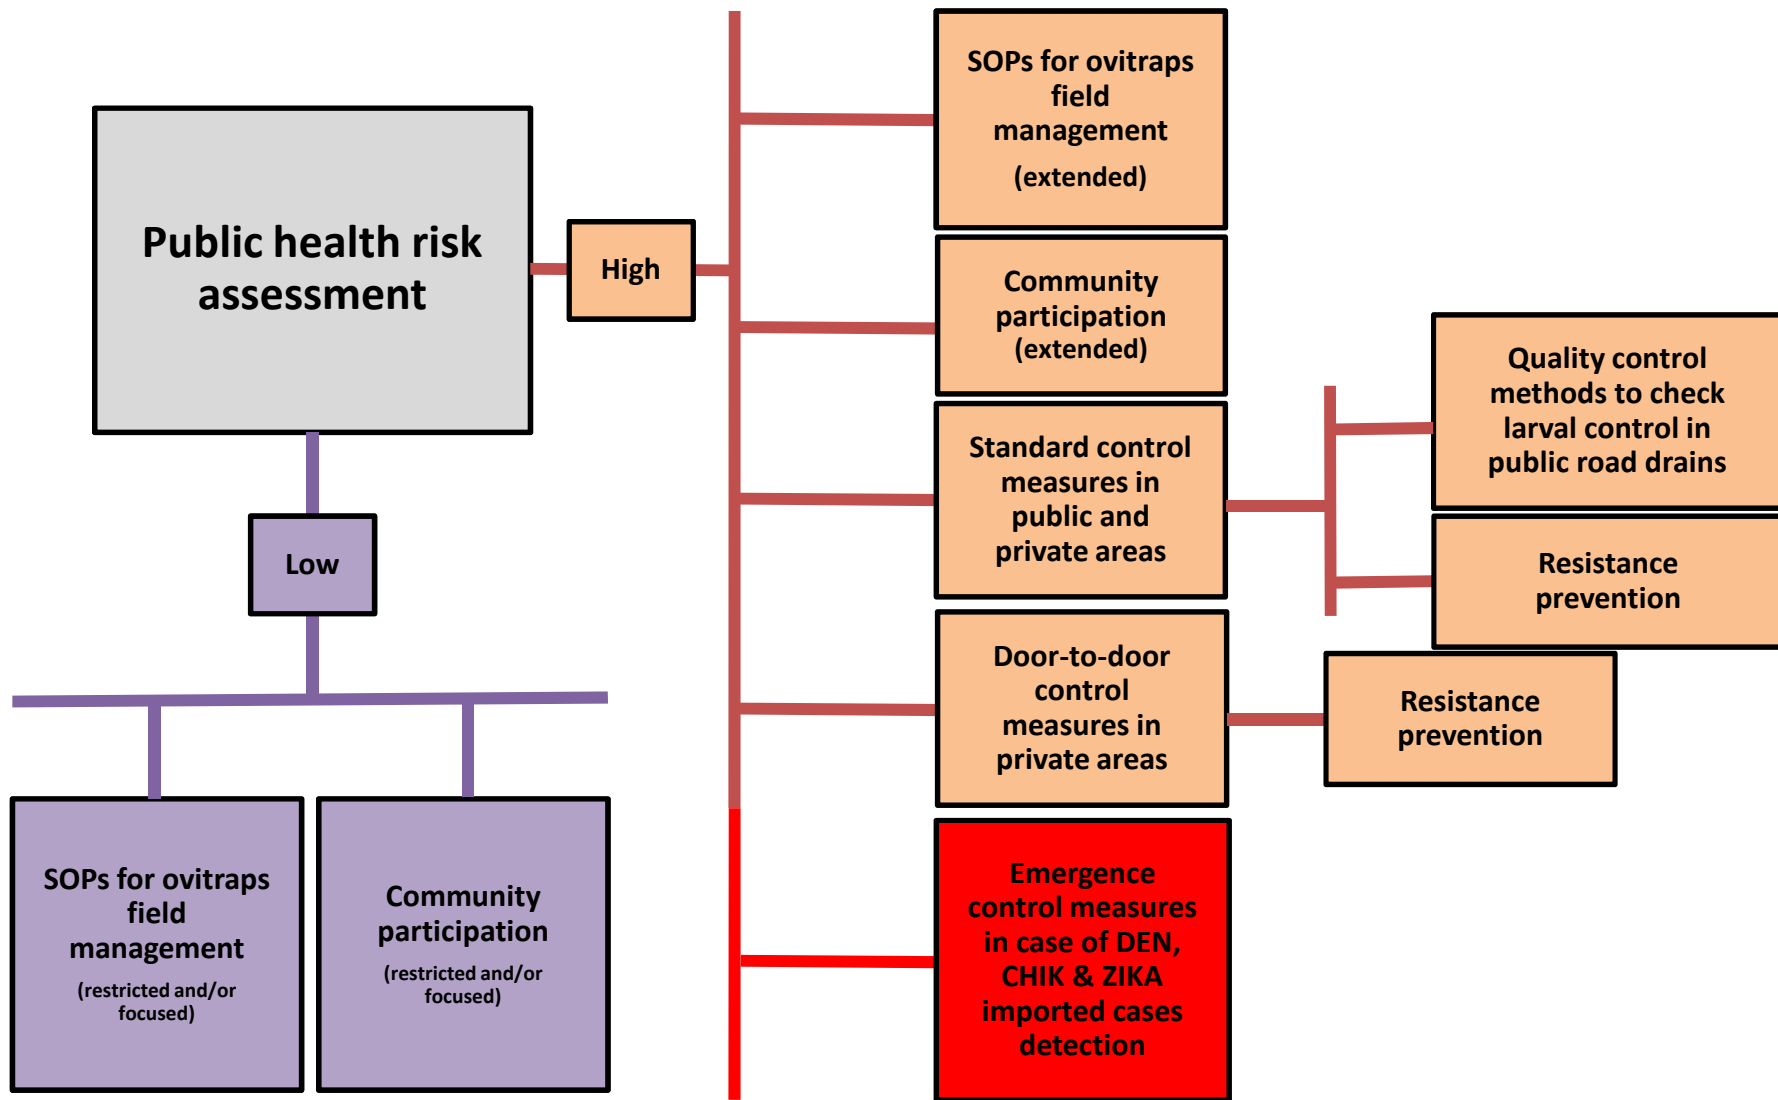 Public health risk
assessment
High
Low
SOPs for ovitraps
field
management
(restricted and/or
focused)
Community
participation
(restricted and/or
focused)
SOPs for ovitraps
field
management
(extended)
Community
participation
(extended)
Standard control
measures in
public and
private areas
Quality control
methods to check
larval control in
public road drains
Resistance
prevention
Door-to-door
control
measures in
private areas
Resistance
prevention
Emergence
control measures
in case of DEN,
CHIK & ZIKA
imported cases
detection